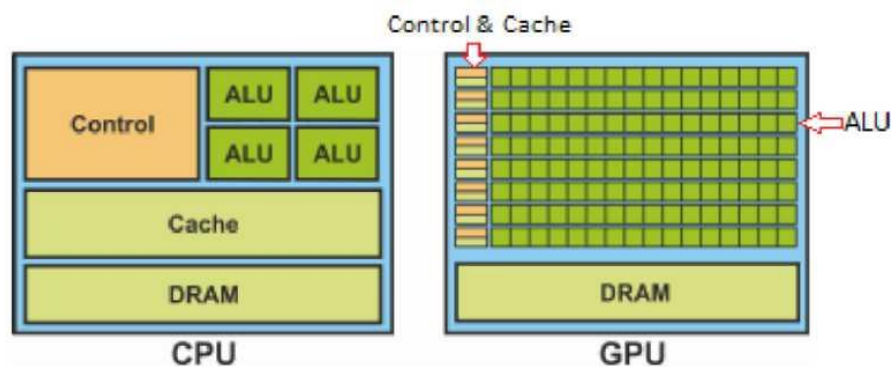 Control & Cache
Control
ALU ALU
ALU ALU
Cache
DRAM
CPU
ALU
DRAM
GPU